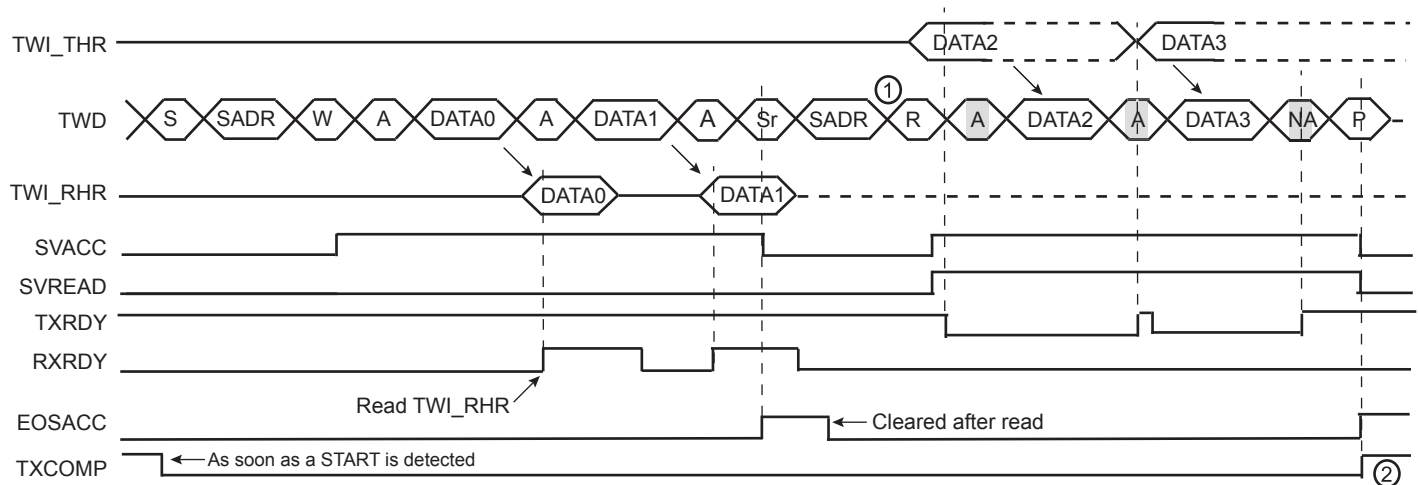 TWI_THR DATA2 DATA3
1
TWD S SADR W A DATA0 A DATA1 A Sr SADR R A DATA2 A DATA3 NA P
TWI_RHR DATA0 DATA1
SVACC
SVREAD
TXRDY
RXRDY
Read TWI_RHR
EOSACC Cleared after read
TXCOMP As soon as a START is detected 2